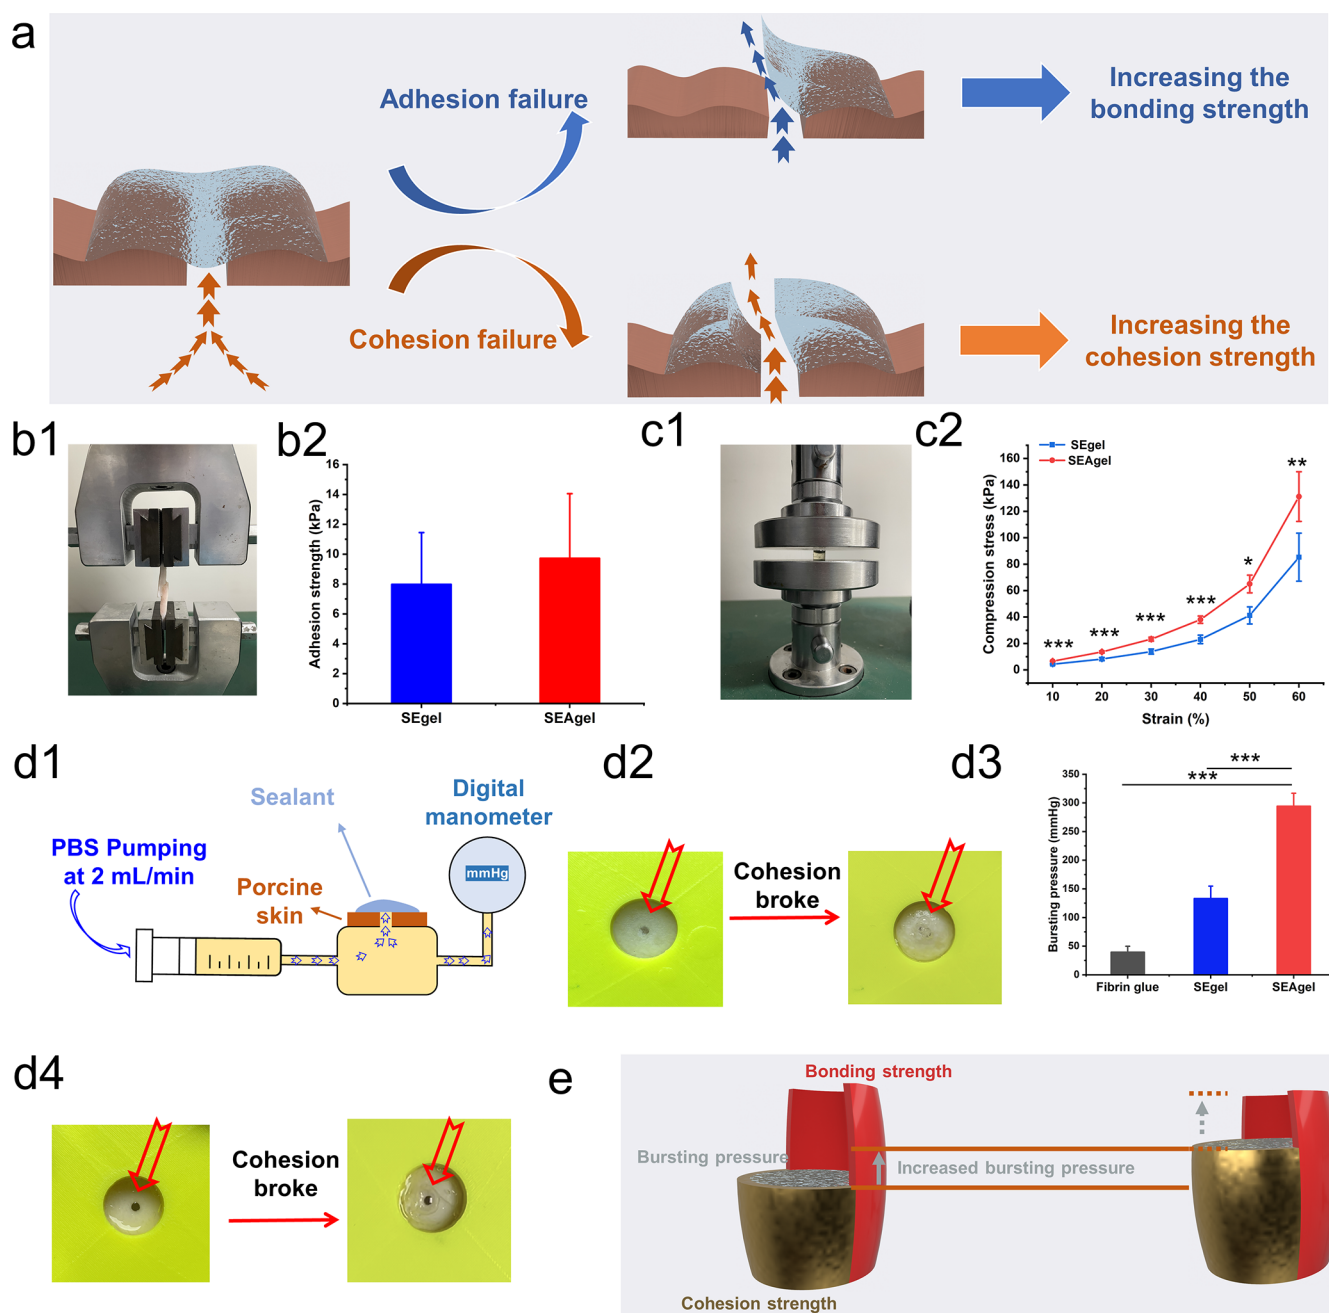 a
Adhesion failure
Increasing the
bonding strength
Cohesion failure
Increasing the
cohesion strength
b1
b2
Adhesion strength (kPa)
16
14
12
10
8
6
4
2
0
SEgel
SEAgel
c1
c2
SEgel
SEAgel
Compression stress (kPa)
160
140
120
100
80
60
40
20
0
***
***
***
***
*
**
10
20
30
40
50
60
Strain (%)
d1
PBS Pumping
at 2 mL/min
Sealant
Porcine
skin
Digital
manometer
mmHg
d2
Cohesion
broke
d3
Bursting pressure (mmHg)
350
300
250
200
150
100
50
0
***
***
Fibrin glue
SEgel
SEAgel
d4
Cohesion
broke
e
Bonding strength
Bursting pressure
Increased bursting pressure
Cohesion strength